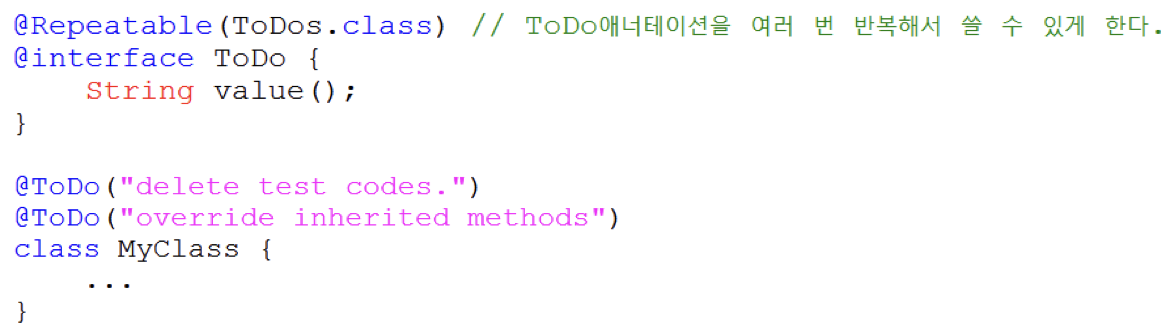 @Repeatable(ToDos.class) // ToDo애너테이션을 여러 번 반복해서 쓸 수 있게 한다.
@interface ToDo {
    String value();
}

@ToDo("delete test codes.")
@ToDo("override inherited methods")
class MyClass {
    ...
}